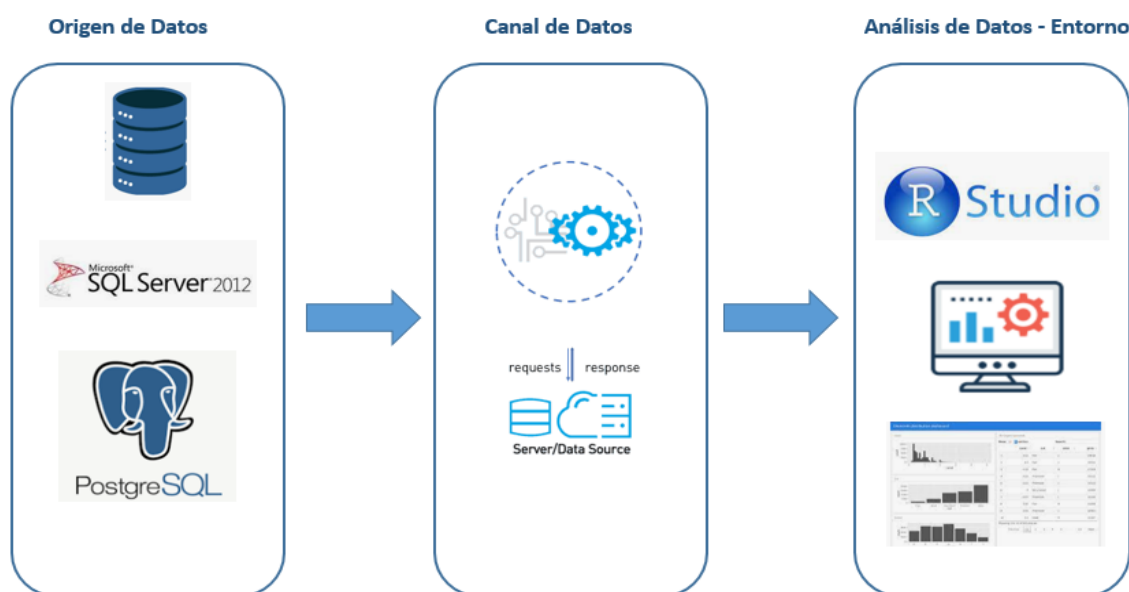 Origen de Datos
Canal de Datos
Análisis de Datos - Entorno
Microsoft®
SQL Server® 2012
PostgreSQL
requests
response
Server/Data Source
R Studio®